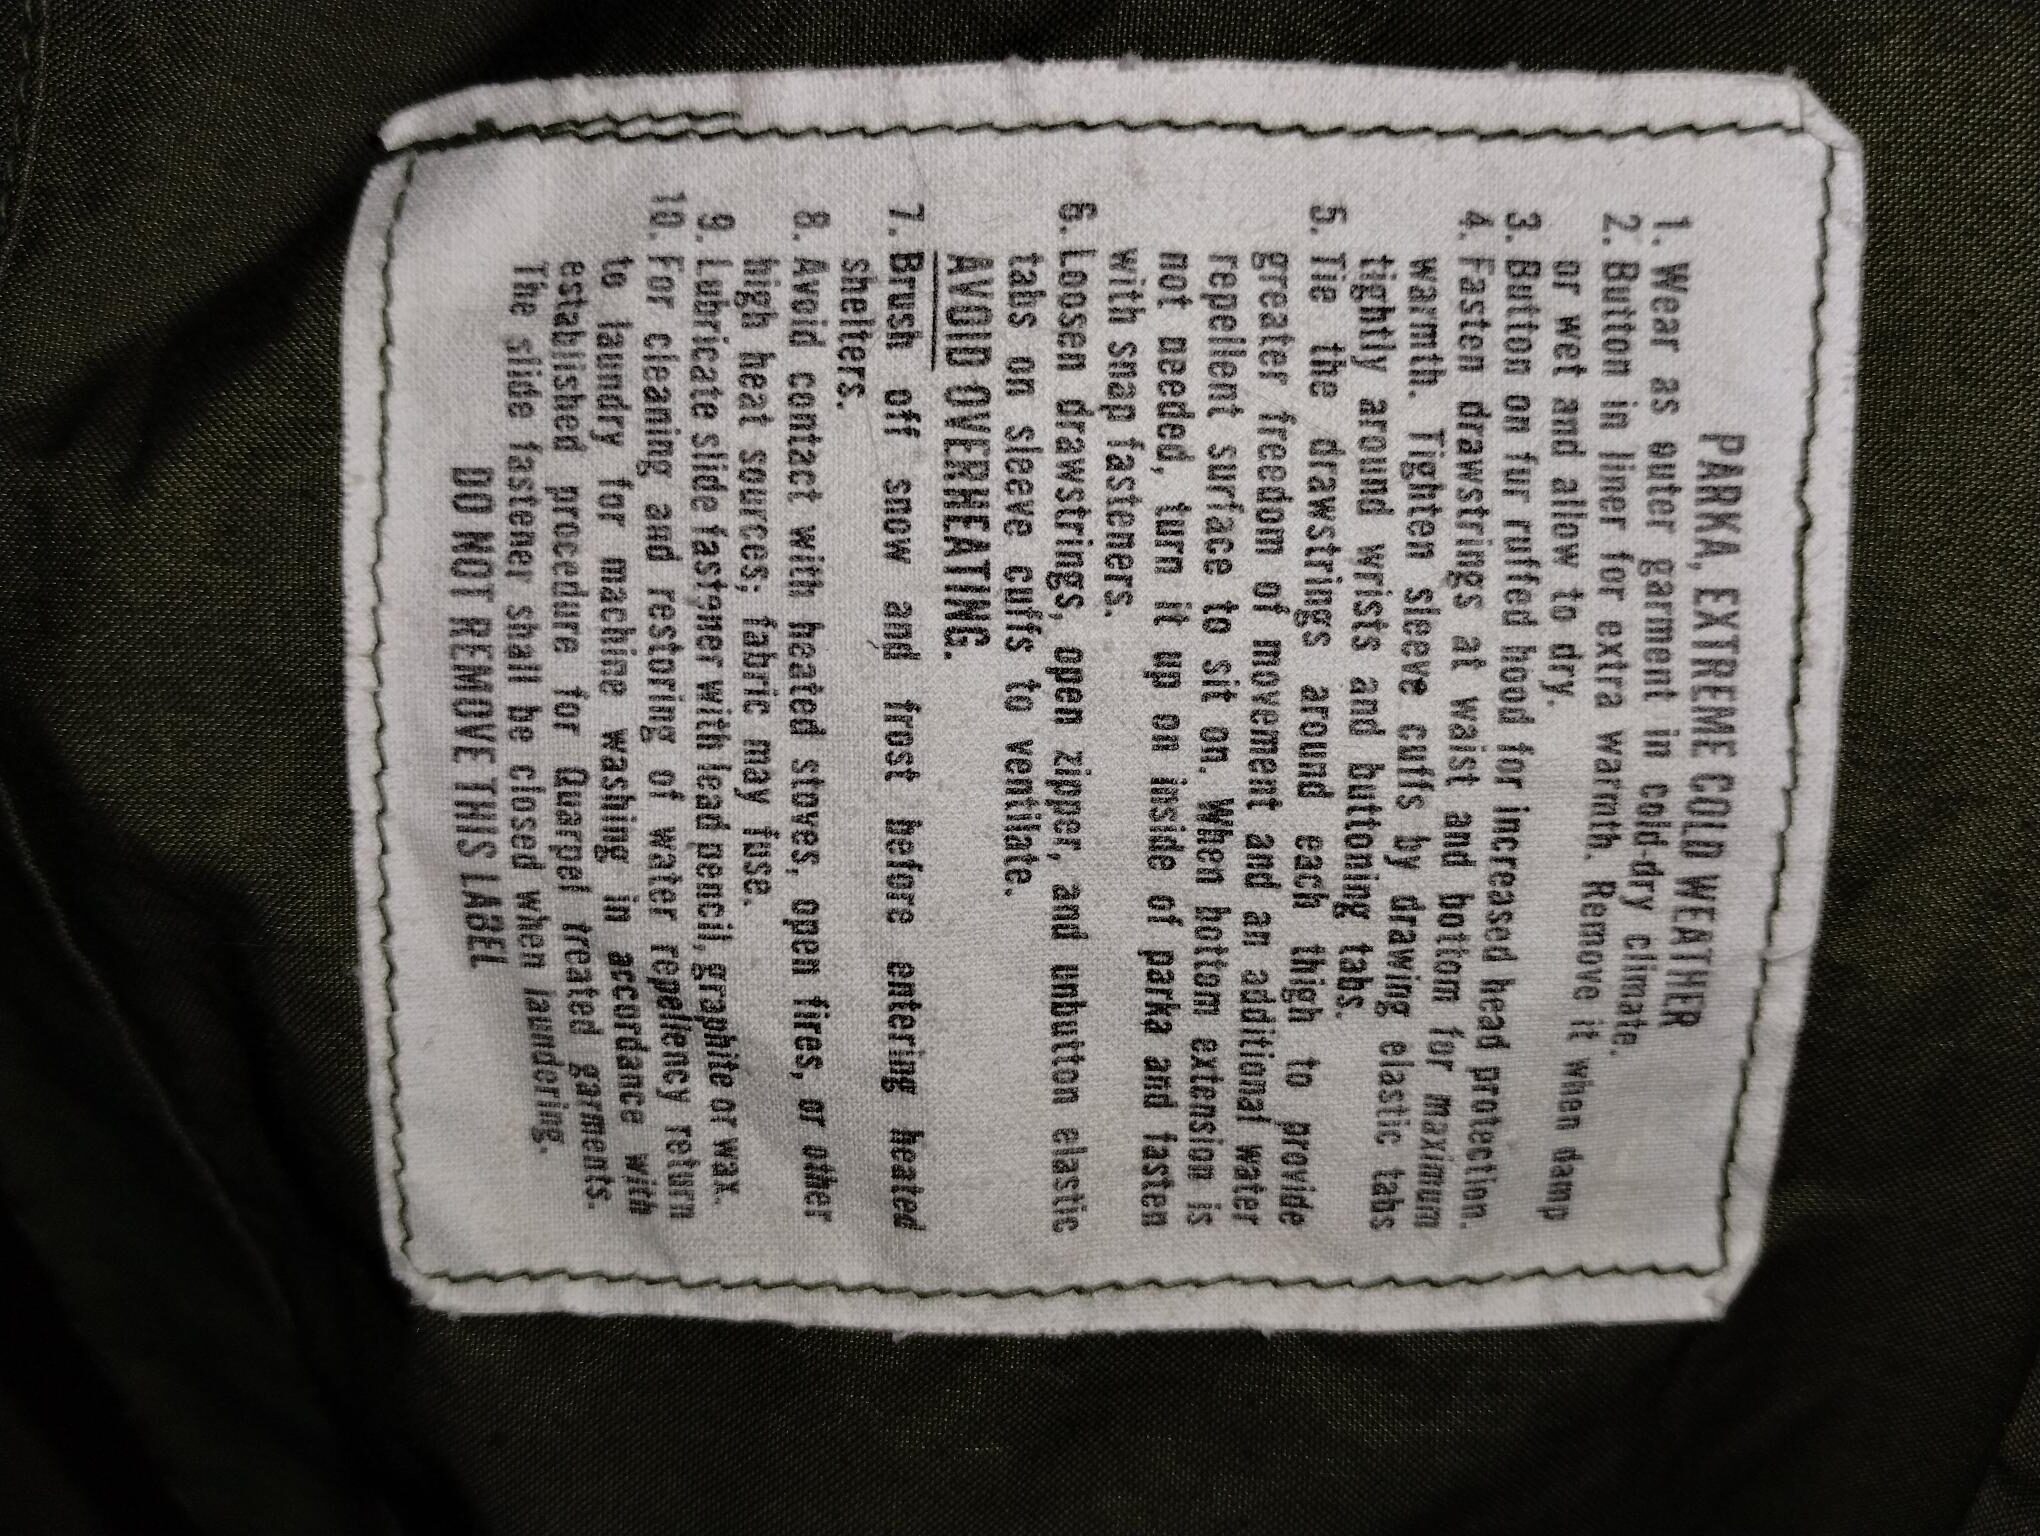 PARKA, EXTREME COLD WEATHER
1. Wear as outer garment in cold-dry climate.
2. Button in liner for extra warmth. Remove it when damp
or wet and allow to dry.
3. Button on fur ruffed hood for increased head protection.
4. Fasten drawstrings at waist and bottom for maximum
warmth. Tighten sleeve cuffs by drawing elastic tabs
tightly around wrists and buttoning tabs.
5. Tie the drawstrings around each thigh to provide
greater freedom of movement and an additional water
repellent surface to sit on. When bottom extension is
not needed, turn it up on inside of parka and fasten
with snap fasteners.
6. Loosen drawstrings, open zipper, and unbutton elastic
tabs on sleeve cuffs to ventilate.
AVOID OVERHEATING.
7. Brush off snow and frost before entering heated
shelters.
8. Avoid contact with heated stoves, open fires, or other
high heat sources; fabric may fuse.
9. Lubricate slide fastener with lead pencil, graphite or wax.
10. For cleaning and restoring of water repellency return
to laundry for machine washing in accordance with
established procedure for Quarpel treated garments.
The slide fastener shall be closed when laundering.
DO NOT REMOVE THIS LABEL